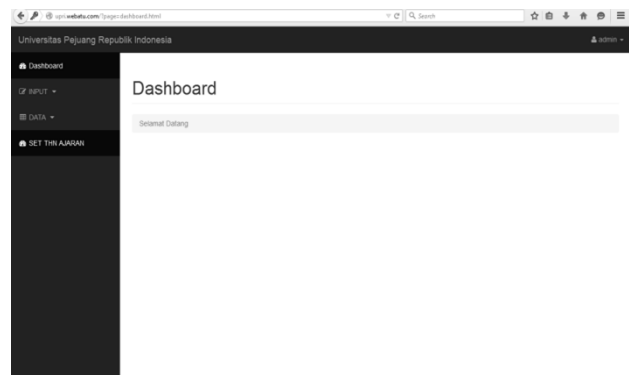 upri.webatu.com/?page=dashboard.html
Search
Universitas Pejuang Republik Indonesia
admin
Dashboard
INPUT
DATA
SET THN AJARAN
Dashboard
Selamat Datang